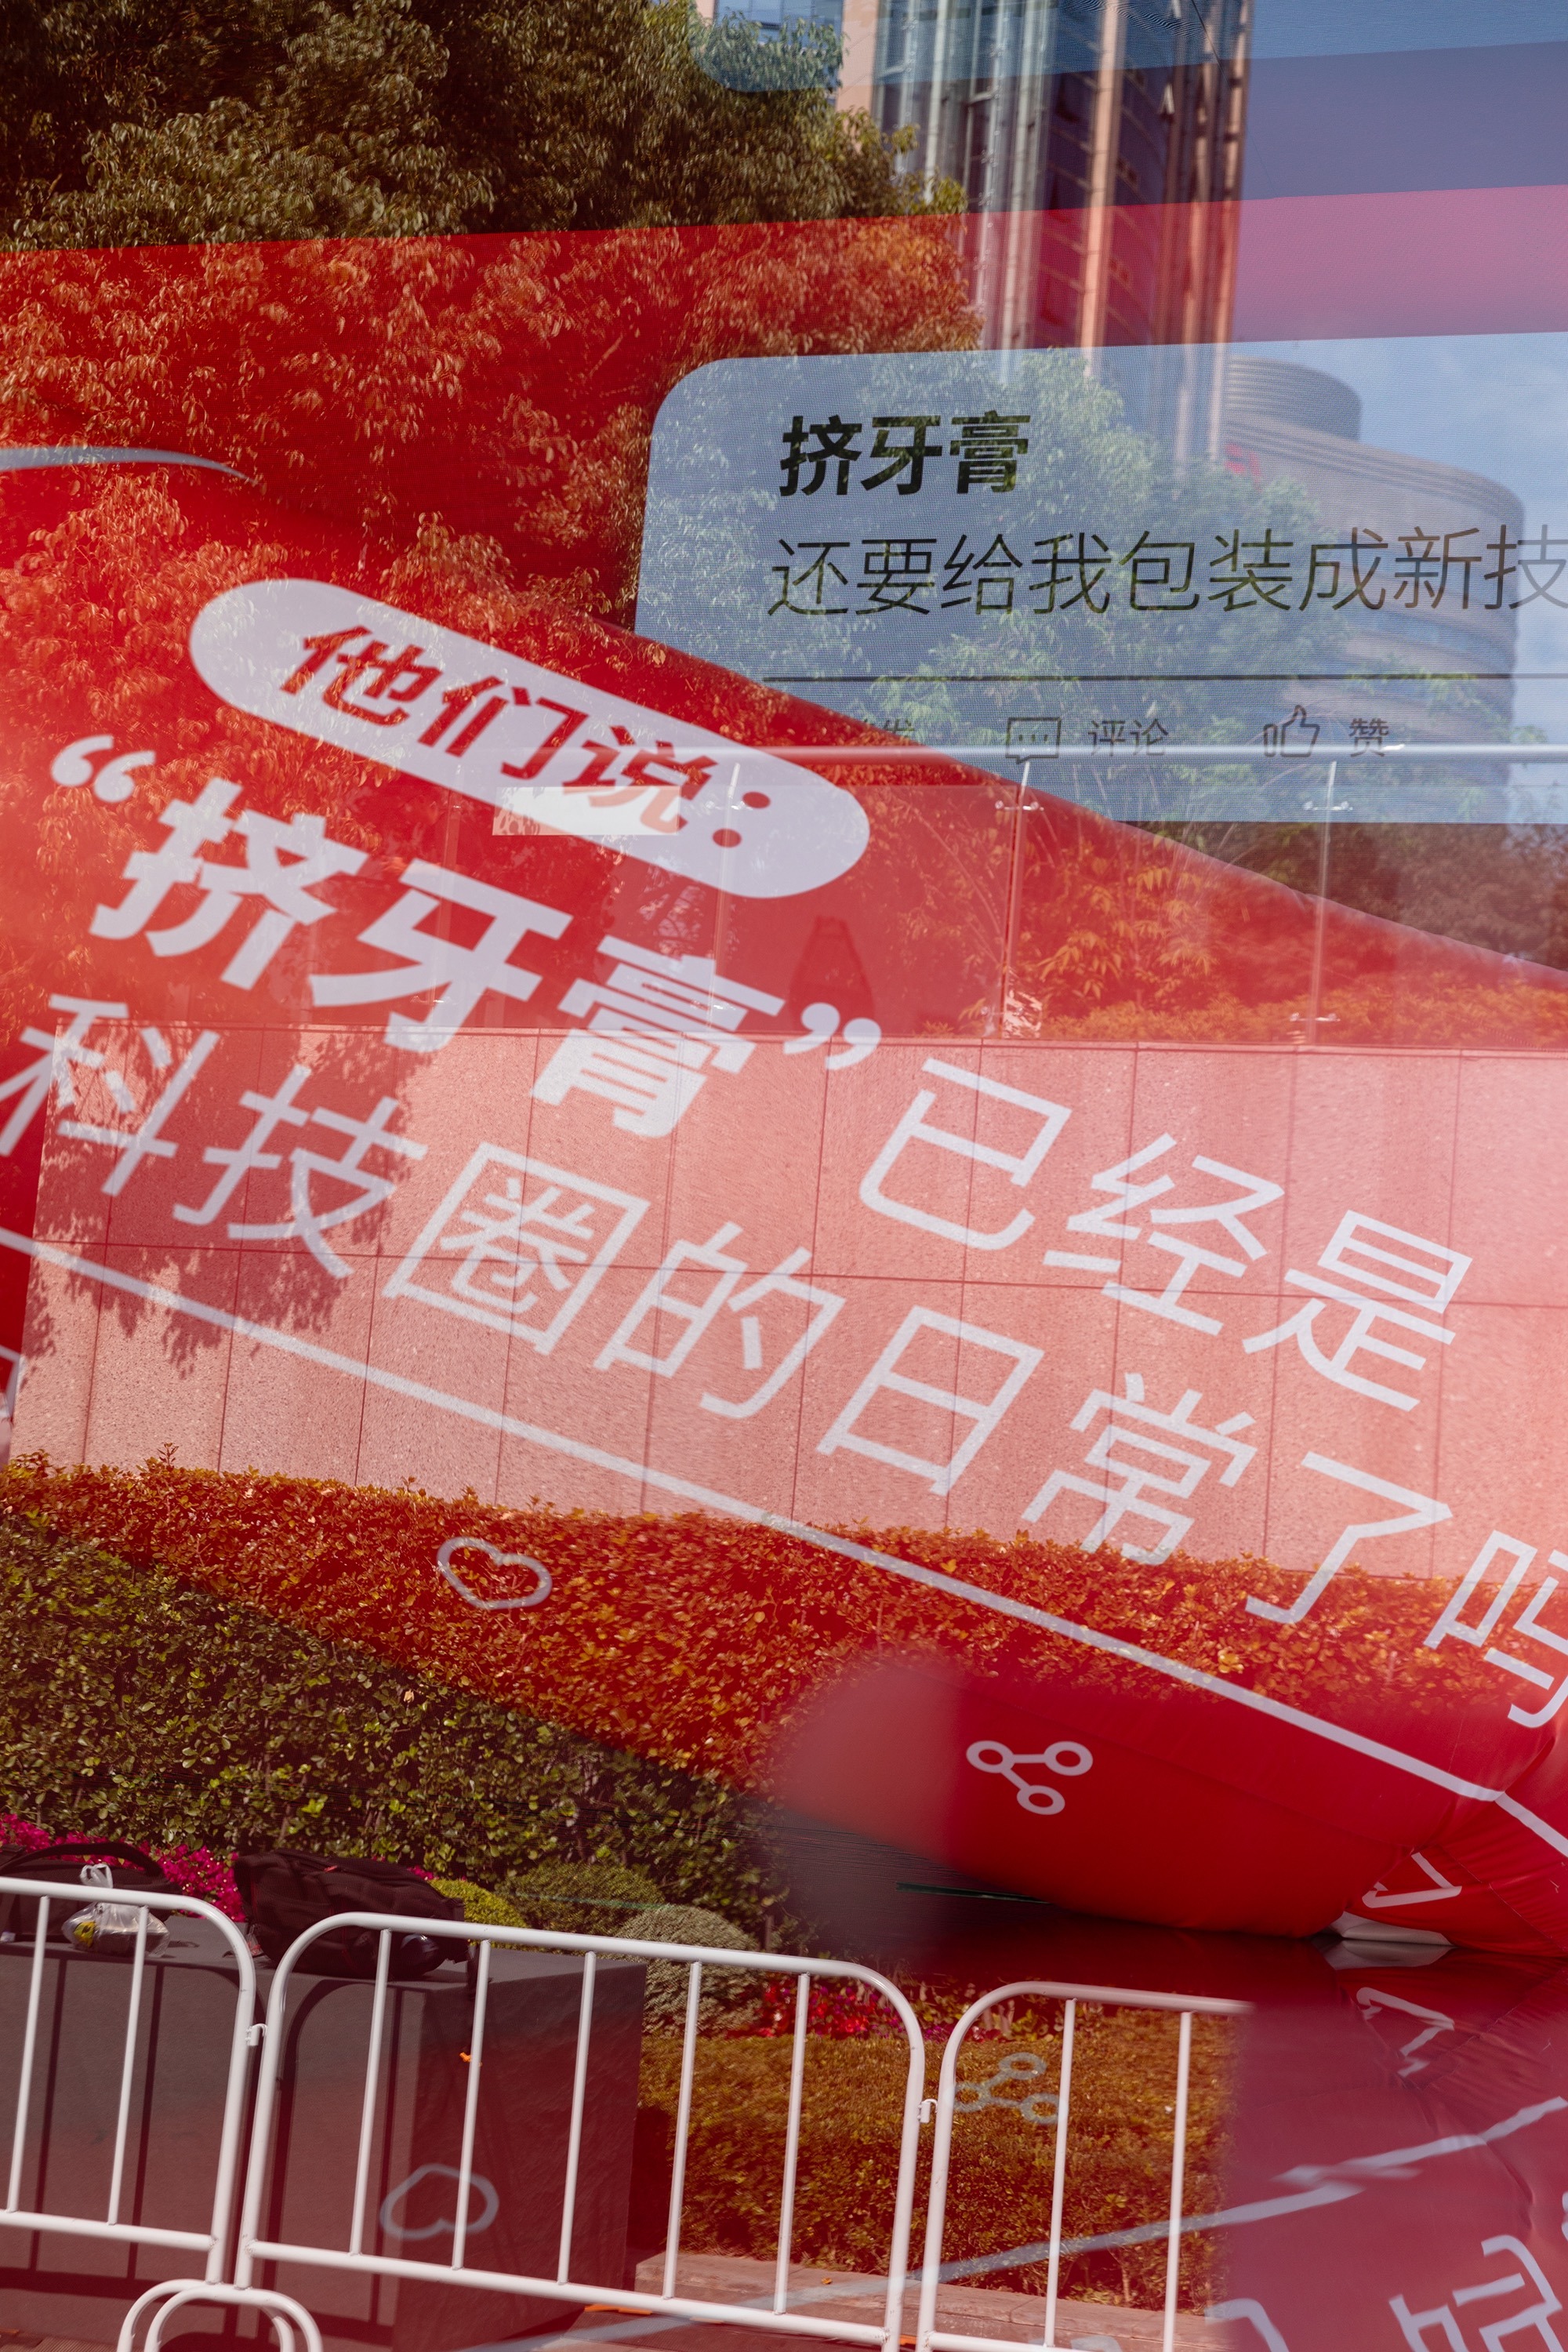 挤牙膏
还要给我包装成新技
评论 赞
他们说：
“挤牙膏”已经是
科技圈的日常了吗